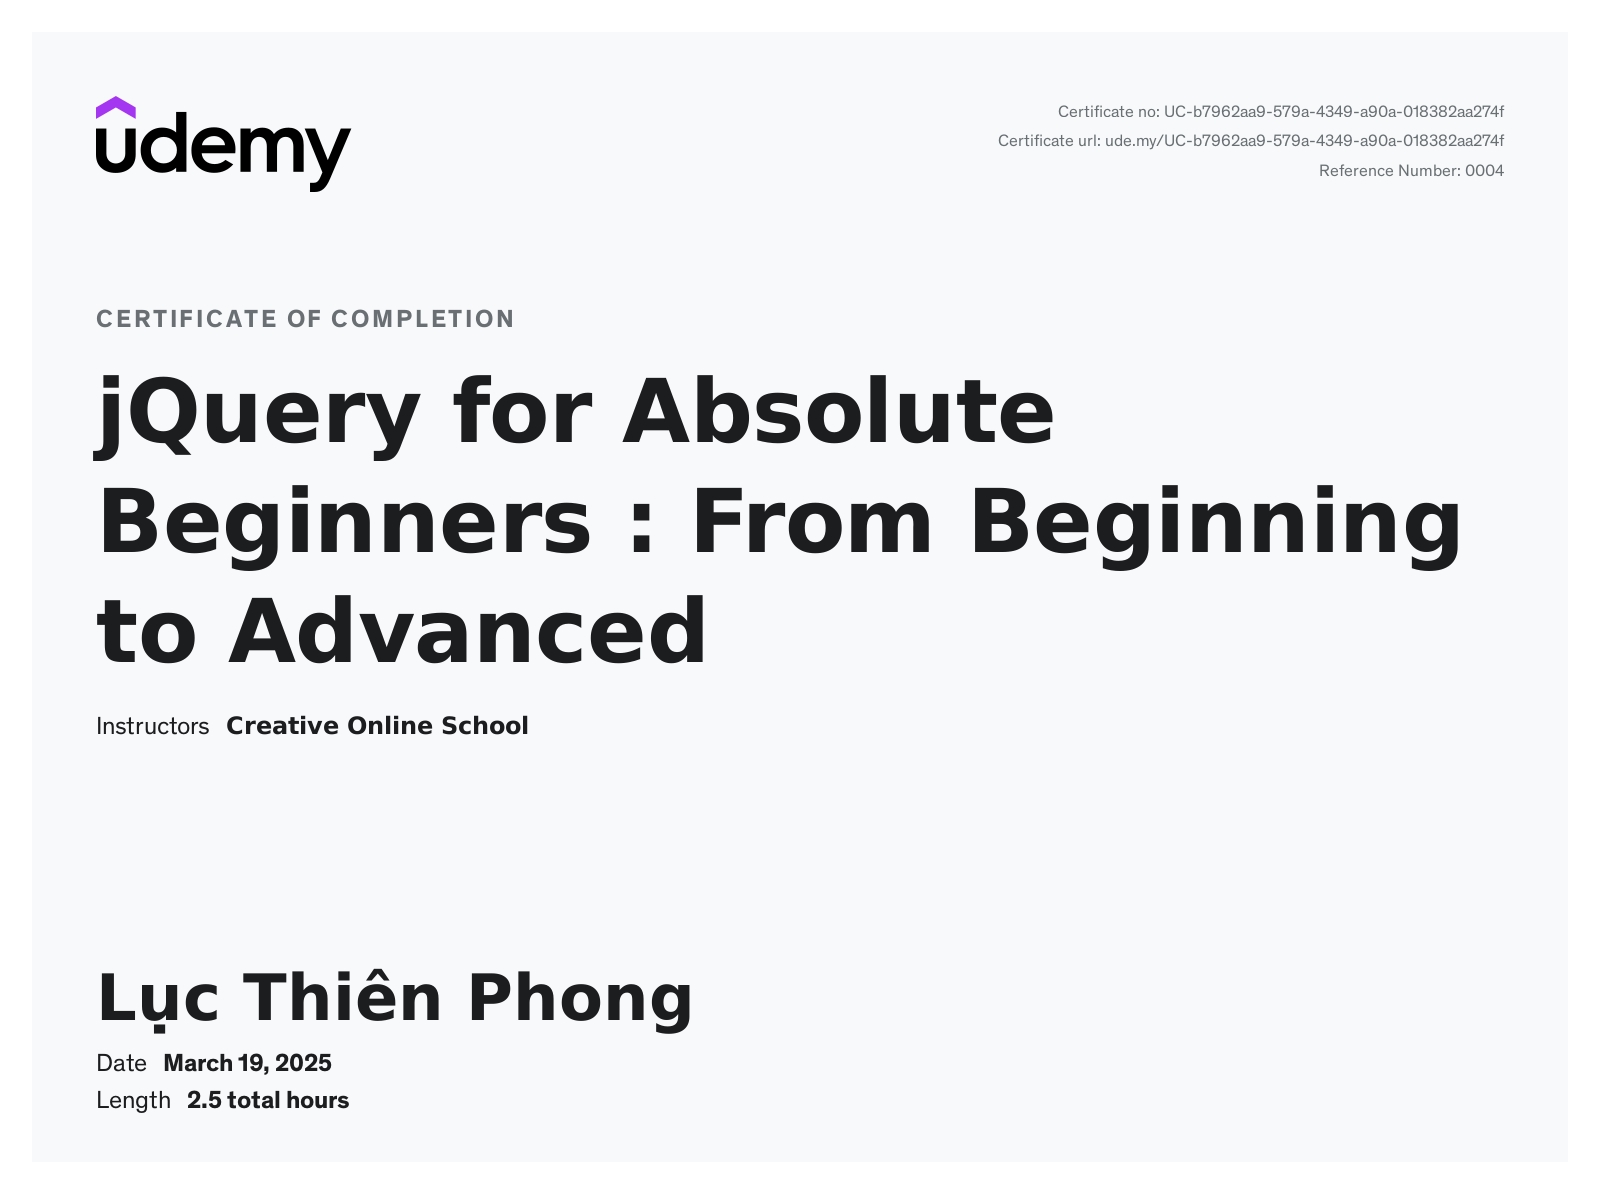 udemy
Certificate no: UC-b7962aa9-579a-4349-a90a-018382aa274f
Certificate url: ude.my/UC-b7962aa9-579a-4349-a90a-018382aa274f
Reference Number: 0004
CERTIFICATE OF COMPLETION
jQuery for Absolute
Beginners : From Beginning
to Advanced
Instructors Creative Online School
Lục Thiên Phong
Date March 19, 2025
Length 2.5 total hours